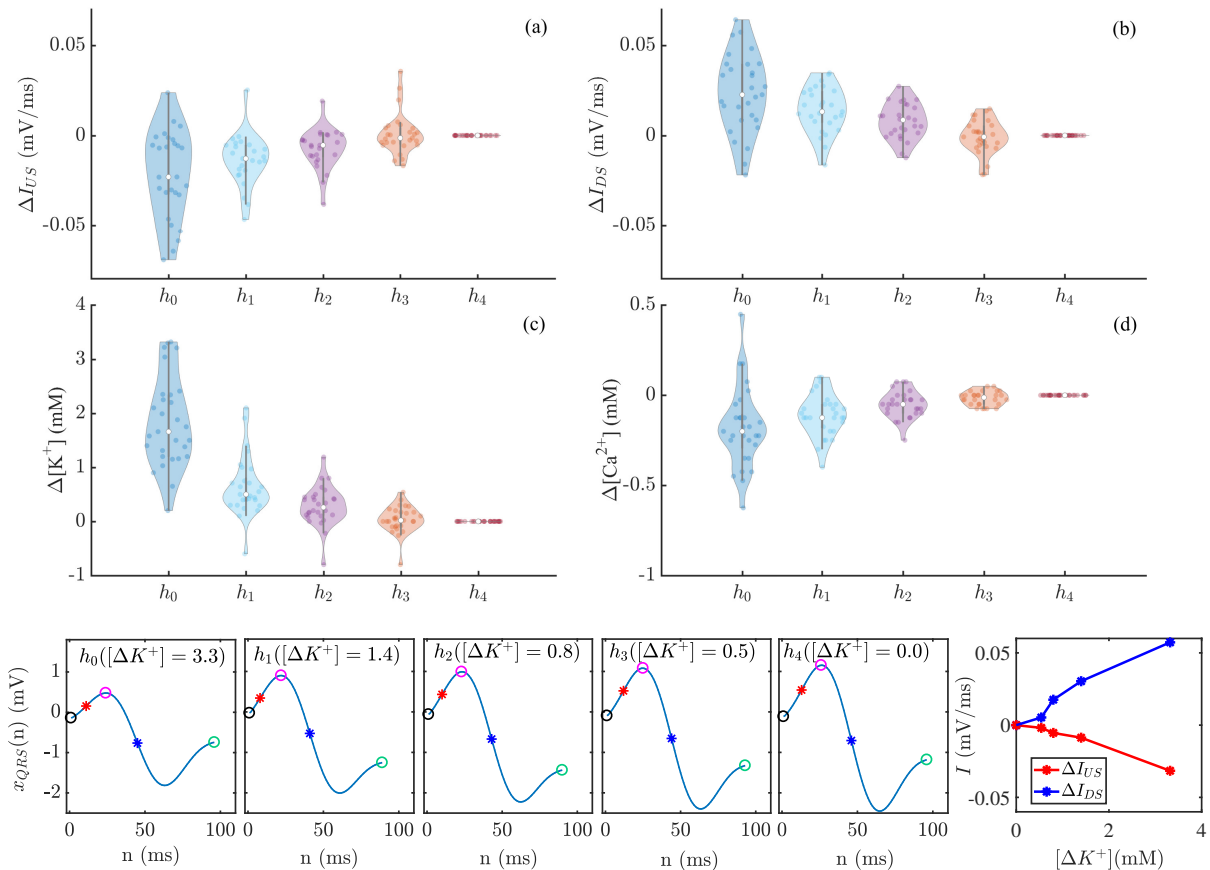 (a)
ΔI_US (mV/ms)
0.05
0
-0.05
h₀ h₁ h₂ h₃ h₄
(b)
ΔI_DS (mV/ms)
0.05
0
-0.05
h₀ h₁ h₂ h₃ h₄
(c)
Δ[K⁺] (mM)
4
3
2
1
0
-1
h₀ h₁ h₂ h₃ h₄
(d)
Δ[Ca²⁺] (mM)
0.5
0
-0.5
-1
h₀ h₁ h₂ h₃ h₄
x_QRS(n) (mV)
1
0
-1
-2
h₀([ΔK⁺] = 3.3)
0 50 100
n (ms)
h₁([ΔK⁺] = 1.4)
0 50 100
n (ms)
h₂([ΔK⁺] = 0.8)
0 50 100
n (ms)
h₃([ΔK⁺] = 0.5)
0 50 100
n (ms)
h₄([ΔK⁺] = 0.0)
0 50 100
n (ms)
I (mV/ms)
0.05
0
-0.05
ΔI_US
ΔI_DS
0 2 4
[ΔK⁺](mM)